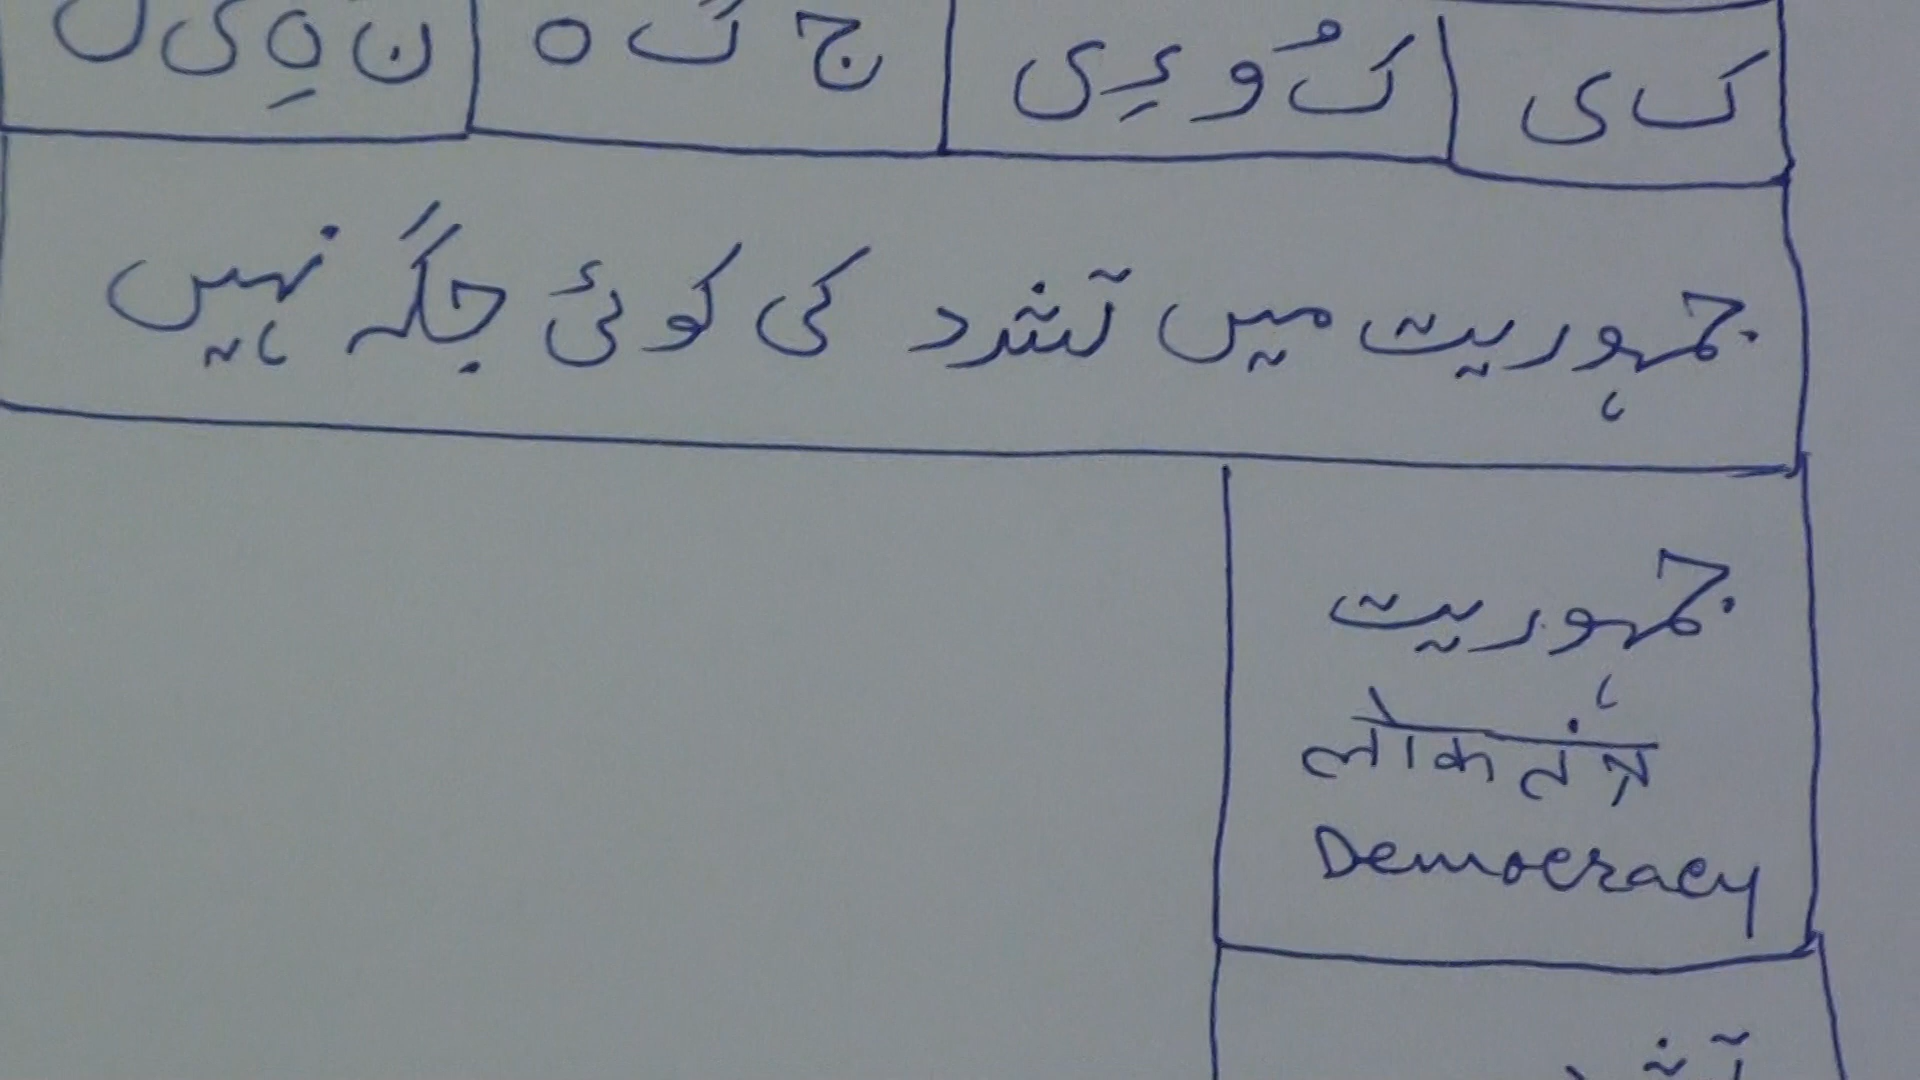 ک ی ک ُ و ءِ ی ج گ ہ ن ہِ ی ں
جمہوریت میں تشدد کی کوئی جگہ نہیں
جمہوریت
लोकतंत्र
Democracy